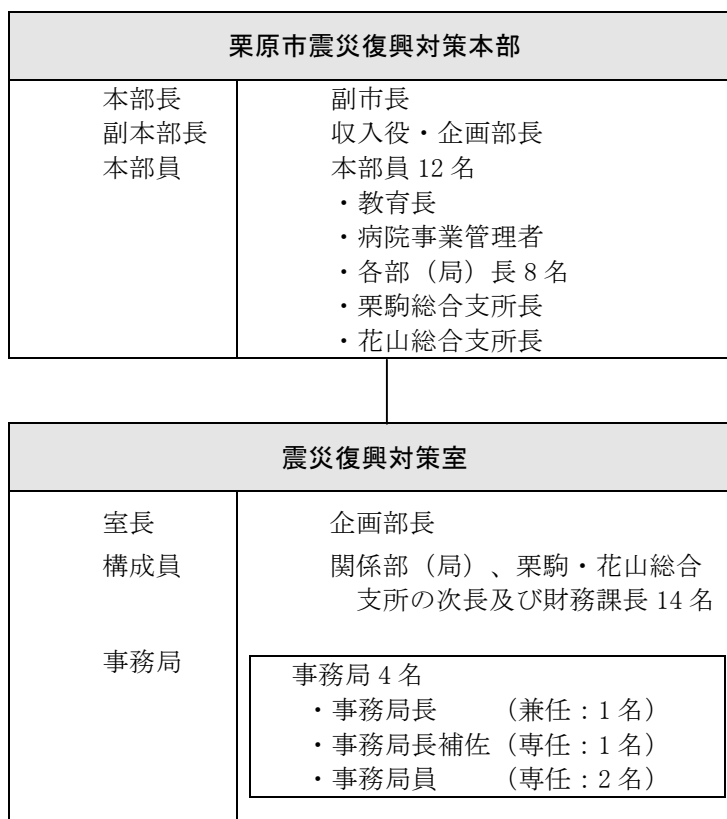 栗原市震災復興対策本部
本部長 副市長
副本部長 収入役・企画部長
本部員 本部員 12 名
・教育長
・病院事業管理者
・各部（局）長 8 名
・栗駒総合支所長
・花山総合支所長
震災復興対策室
室長 企画部長
構成員 関係部（局）、栗駒・花山総合
支所の次長及び財務課長 14 名
事務局 事務局 4 名
・事務局長 （兼任：1 名）
・事務局長補佐（専任：1 名）
・事務局員 （専任：2 名）